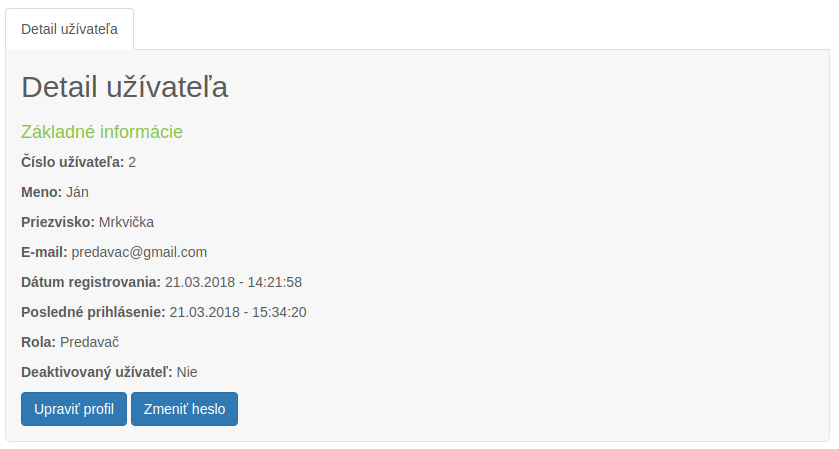 Detail užívateľa
Detail užívateľa
Základné informácie
Číslo užívateľa: 2
Meno: Ján
Priezvisko: Mrkvička
E-mail: predavac@gmail.com
Dátum registrovania: 21.03.2018 - 14:21:58
Posledné prihlásenie: 21.03.2018 - 15:34:20
Rola: Predavač
Deaktivovaný užívateľ: Nie
Upraviť profil Zmeniť heslo